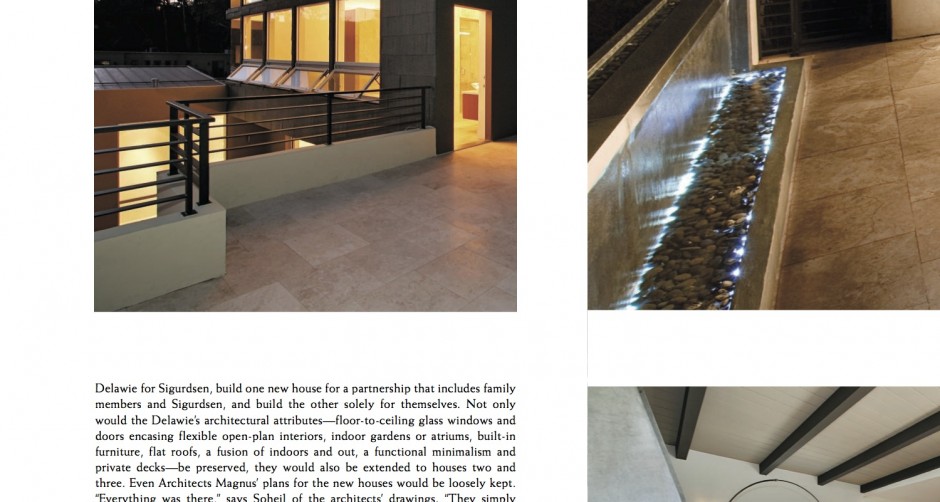 Delawie for Sigurdsen, build one new house for a partnership that includes family
members and Sigurdsen, and build the other solely for themselves. Not only
would the Delawie's architectural attributes—floor-to-ceiling glass windows and
doors encasing flexible open-plan interiors, indoor gardens or atriums, built-in
furniture, flat roofs, a fusion of indoors and out, a functional minimalism and
private decks—be preserved, they would also be extended to houses two and
three. Even Architects Magnus' plans for the new houses would be loosely kept.
"Everything was there," says Soheil of the architects' drawings. "They simply